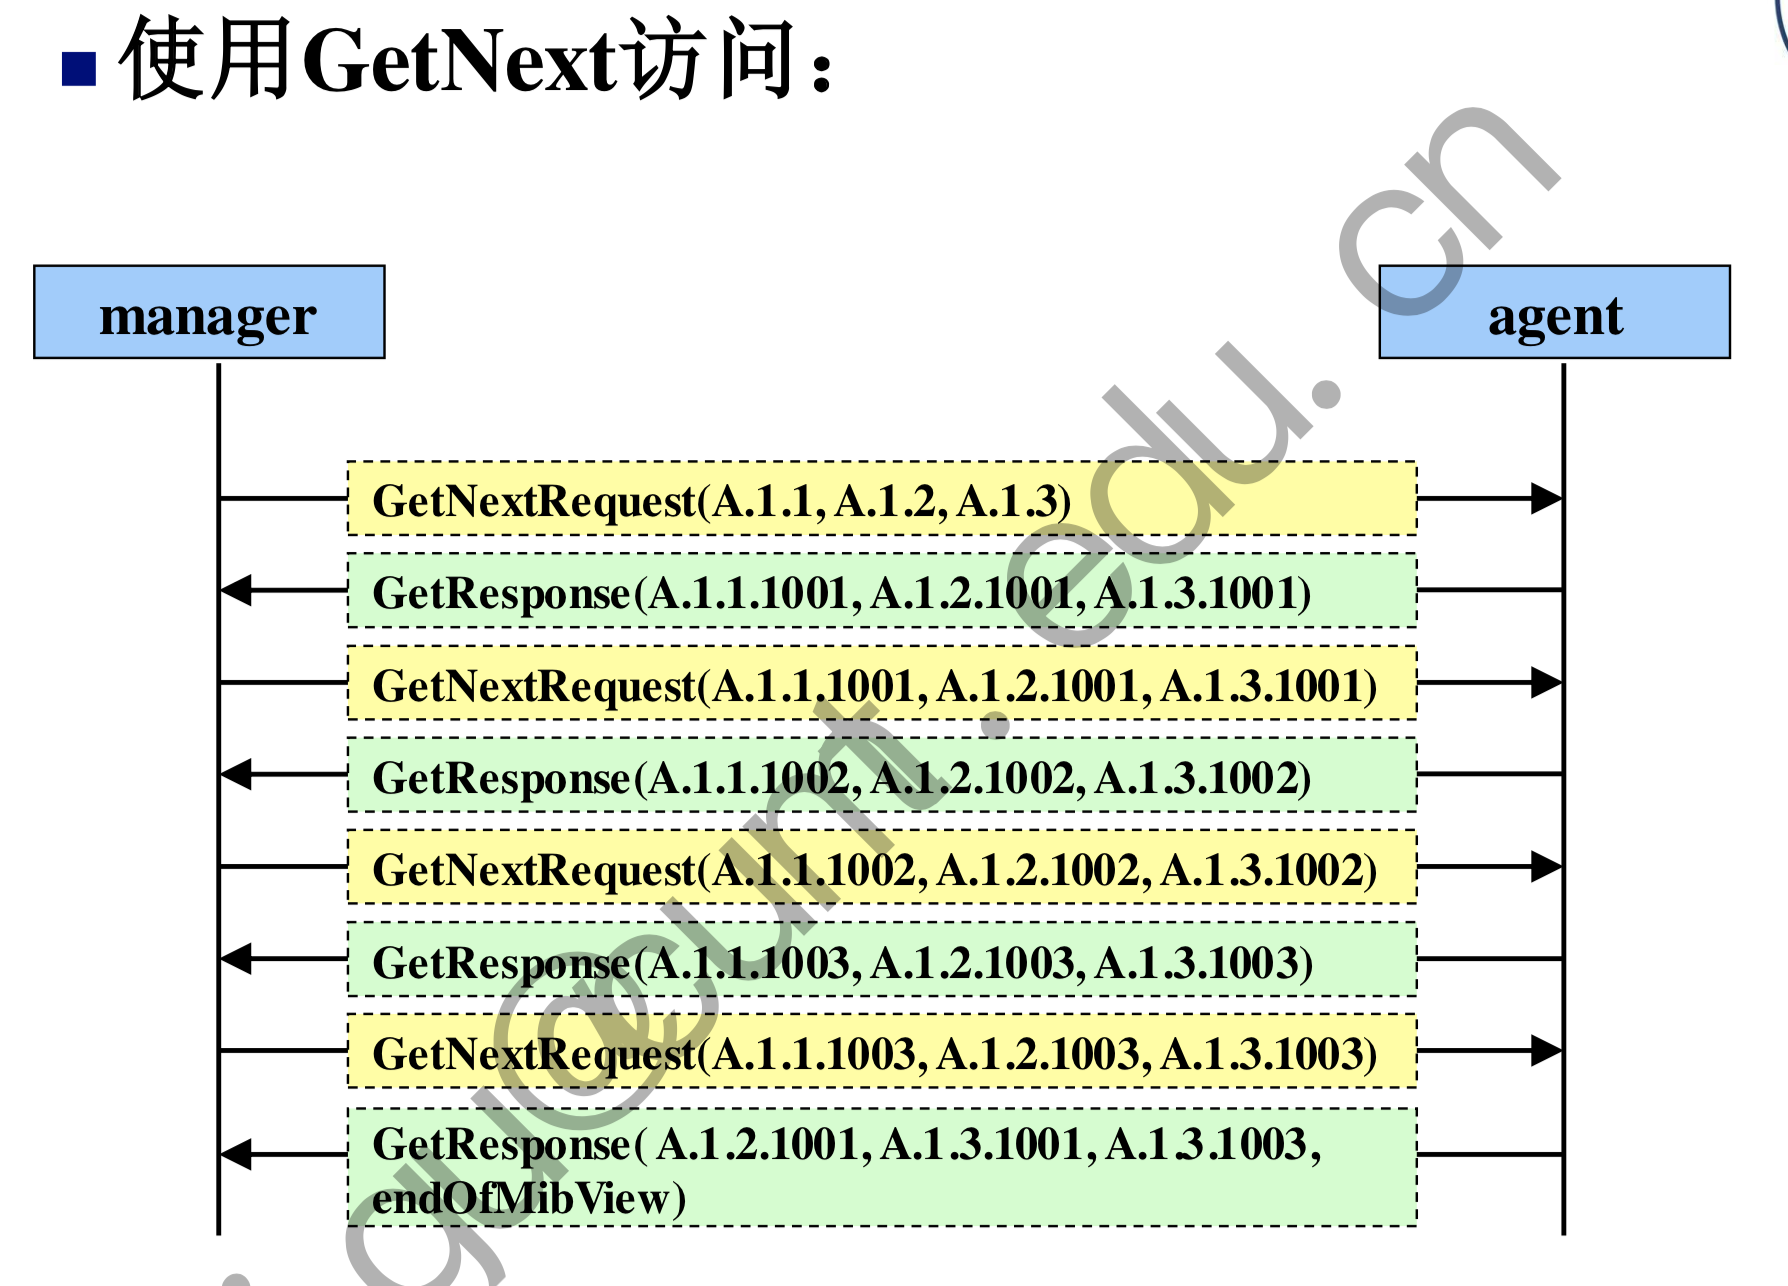 使用GetNext访问：
manager
agent
GetNextRequest(A.1.1, A.1.2, A.1.3)
GetResponse(A.1.1.1001, A.1.2.1001, A.1.3.1001)
GetNextRequest(A.1.1.1001, A.1.2.1001, A.1.3.1001)
GetResponse(A.1.1.1002, A.1.2.1002, A.1.3.1002)
GetNextRequest(A.1.1.1002, A.1.2.1002, A.1.3.1002)
GetResponse(A.1.1.1003, A.1.2.1003, A.1.3.1003)
GetNextRequest(A.1.1.1003, A.1.2.1003, A.1.3.1003)
GetResponse( A.1.2.1001, A.1.3.1001, A.1.3.1003,
endOfMibView)